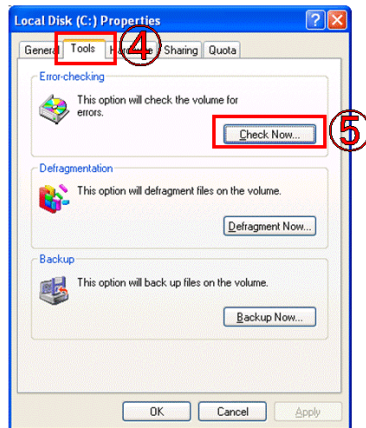 Local Disk (C:) Properties
General Tools Sharing Quota
④
Error-checking
This option will check the volume for
errors.
Check Now...
⑤
Defragmentation
This option will defragment files on the volume.
Defragment Now...
Backup
This option will back up files on the volume.
Backup Now...
OK Cancel Apply